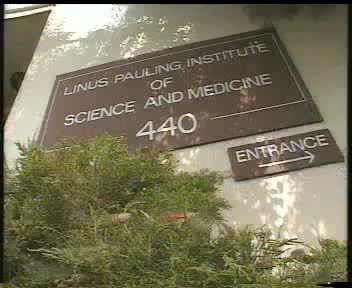 LINUS PAULING INSTITUTE
OF
SCIENCE AND MEDICINE
440
ENTRANCE